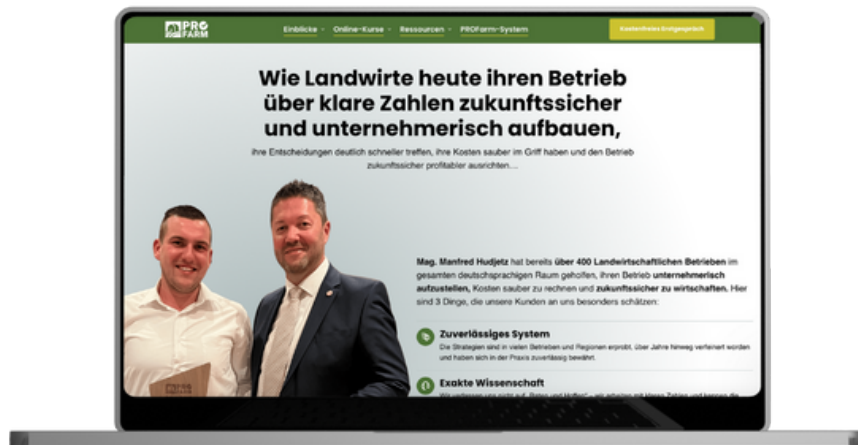 PRO
FARM
Einblicke
Online-Kurse
Ressourcen
PROFarm-System
Kostenfreies Erstgespräch
Wie Landwirte heute ihren Betrieb
über klare Zahlen zukunftssicher
und unternehmerisch aufbauen,
ihre Entscheidungen deutlich schneller treffen, ihre Kosten sauber im Griff haben und den Betrieb
zukunftssicher profitabler ausrichten…
Mag. Manfred Hudjetz hat bereits über 400 Landwirtschaftlichen Betrieben im
gesamten deutschsprachigen Raum geholfen, ihren Betrieb unternehmerisch
aufzustellen, Kosten sauber zu rechnen und zukunftssicher zu wirtschaften. Hier
sind 3 Dinge, die unsere Kunden an uns besonders schätzen:
Zuverlässiges System
Die Strategien sind in vielen Betrieben und Regionen erprobt, über Jahre hinweg verfeinert worden
und haben sich in der Praxis zuverlässig bewährt.
Exakte Wissenschaft